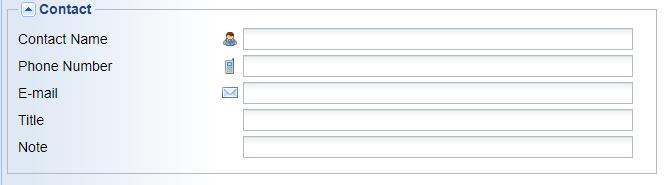 Contact
Contact Name
Phone Number
E-mail
Title
Note